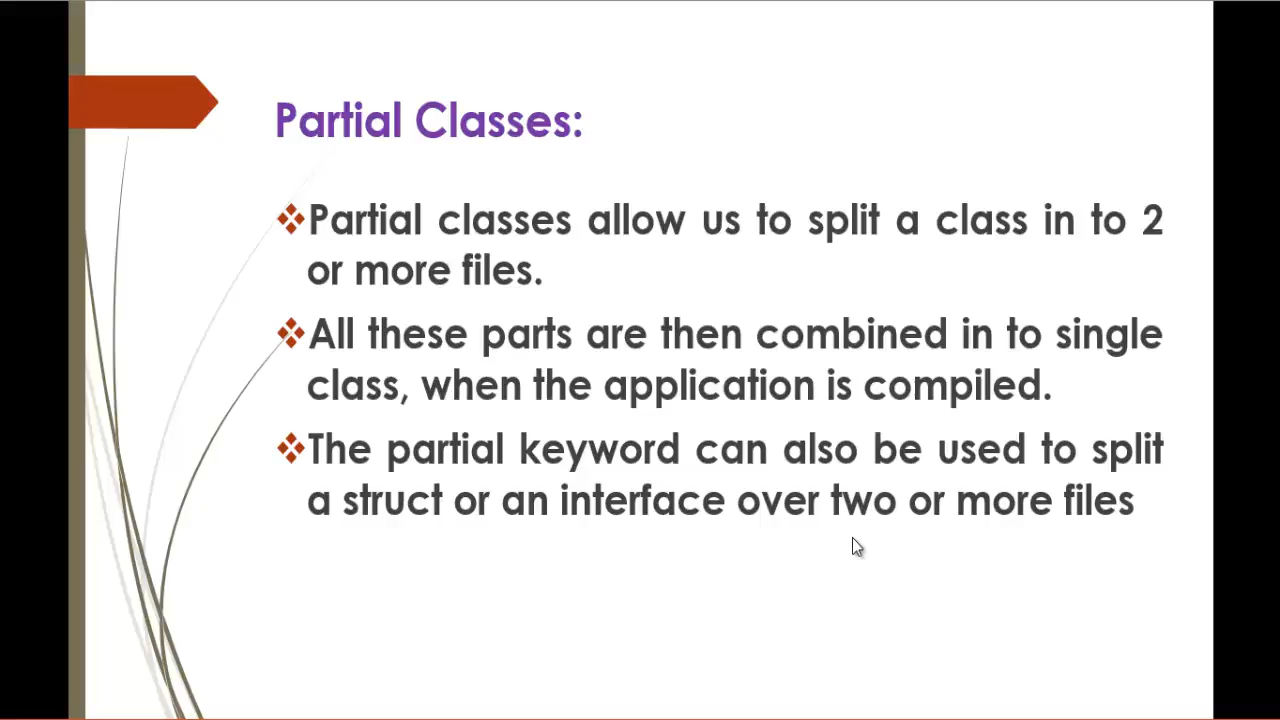 Partial Classes:
Partial classes allow us to split a class in to 2
or more files.
All these parts are then combined in to single
class, when the application is compiled.
The partial keyword can also be used to split
a struct or an interface over two or more files